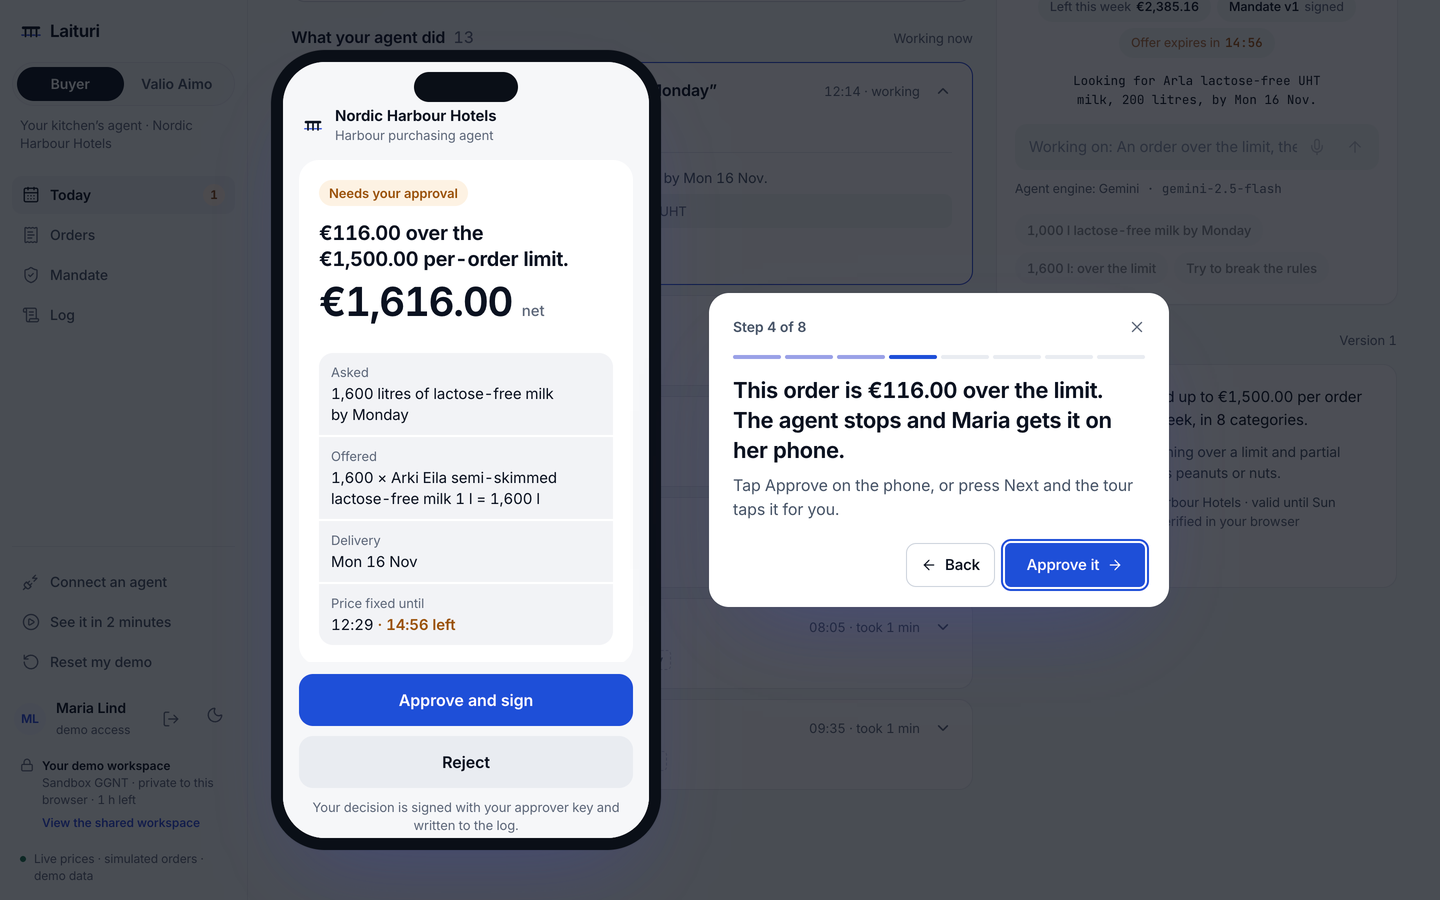 Laituri
Buyer
Valio Aimo
Your kitchen's agent · Nordic
Harbour Hotels
Today
1
Orders
Mandate
Log
Connect an agent
See it in 2 minutes
Reset my demo
ML
Maria Lind
demo access
Your demo workspace
Sandbox GGNT · private to this
browser · 1 h left
View the shared workspace
Live prices · simulated orders ·
demo data
What your agent did 13
Working now
onday”
12:14 · working
by Mon 16 Nov.
UHT
08:05 · took 1 min
09:35 · took 1 min
Nordic Harbour Hotels
Harbour purchasing agent
Needs your approval
€116.00 over the
€1,500.00 per-order limit.
€1,616.00 net
Asked
1,600 litres of lactose-free milk
by Monday
Offered
1,600 × Arki Eila semi-skimmed
lactose-free milk 1 l = 1,600 l
Delivery
Mon 16 Nov
Price fixed until
12:29 · 14:56 left
Approve and sign
Reject
Your decision is signed with your approver key and
written to the log.
Step 4 of 8
This order is €116.00 over the limit.
The agent stops and Maria gets it on
her phone.
Tap Approve on the phone, or press Next and the tour
taps it for you.
Back
Approve it
Left this week €2,385.16
Mandate v1 signed
Offer expires in 14:56
Looking for Arla lactose-free UHT
milk, 200 litres, by Mon 16 Nov.
Working on: An order over the limit, the
Agent engine: Gemini · gemini-2.5-flash
1,000 l lactose-free milk by Monday
1,600 l: over the limit
Try to break the rules
Version 1
d up to €1,500.00 per order
eek, in 8 categories.
ning over a limit and partial
s peanuts or nuts.
rbour Hotels · valid until Sun
erified in your browser